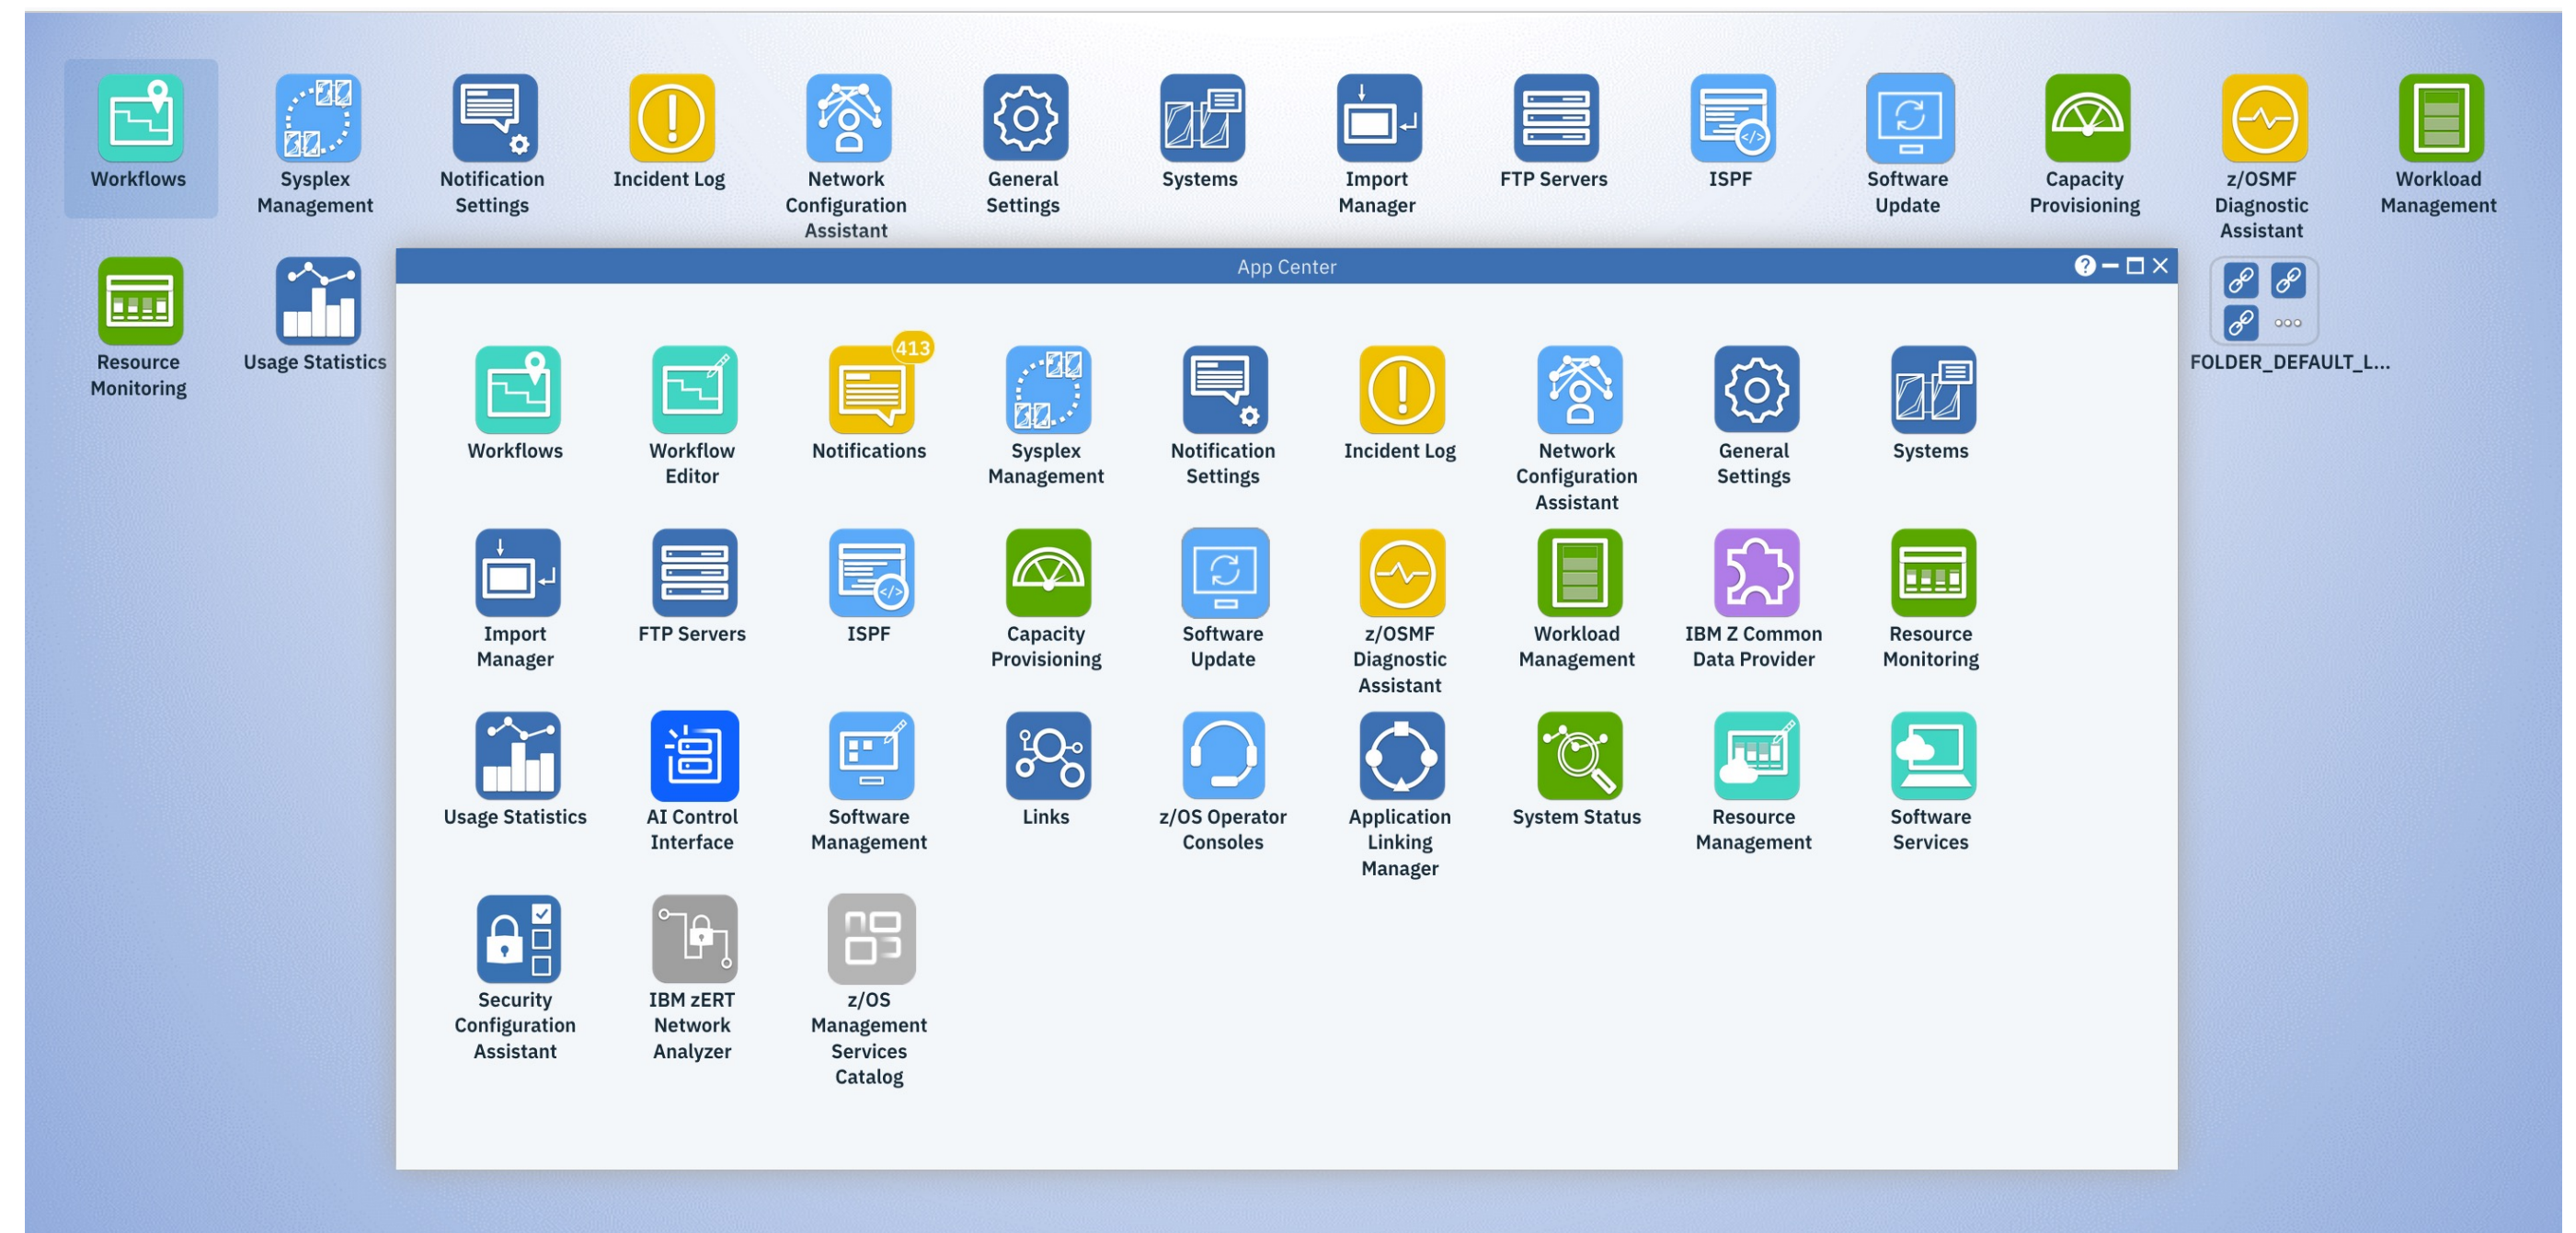 Workflows
Sysplex
Management
Notification
Settings
Incident Log
Network
Configuration
Assistant
General
Settings
Systems
Import
Manager
FTP Servers
ISPF
Software
Update
Capacity
Provisioning
z/OSMF
Diagnostic
Assistant
Workload
Management
Resource
Monitoring
Usage Statistics
FOLDER_DEFAULT_L...
App Center
?
Workflows
Workflow
Editor
413
Notifications
Sysplex
Management
Notification
Settings
Incident Log
Network
Configuration
Assistant
General
Settings
Systems
Import
Manager
FTP Servers
</>
ISPF
Capacity
Provisioning
Software
Update
z/OSMF
Diagnostic
Assistant
Workload
Management
IBM Z Common
Data Provider
Resource
Monitoring
Usage Statistics
AI Control
Interface
Software
Management
Links
z/OS Operator
Consoles
Application
Linking
Manager
System Status
Resource
Management
Software
Services
Security
Configuration
Assistant
IBM zERT
Network
Analyzer
z/OS
Management
Services
Catalog